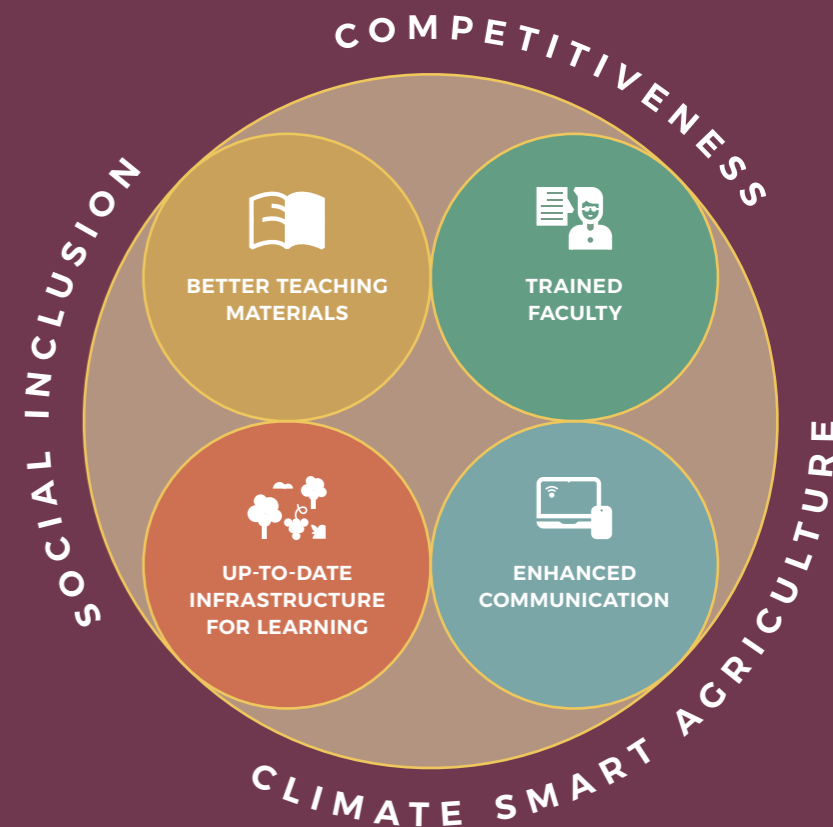 COMPETITIVENESS
SOCIAL INCLUSION
BETTER TEACHING
MATERIALS
TRAINED
FACULTY
UP-TO-DATE
INFRASTRUCTURE
FOR LEARNING
ENHANCED
COMMUNICATION
CLIMATE SMART AGRICULTURE